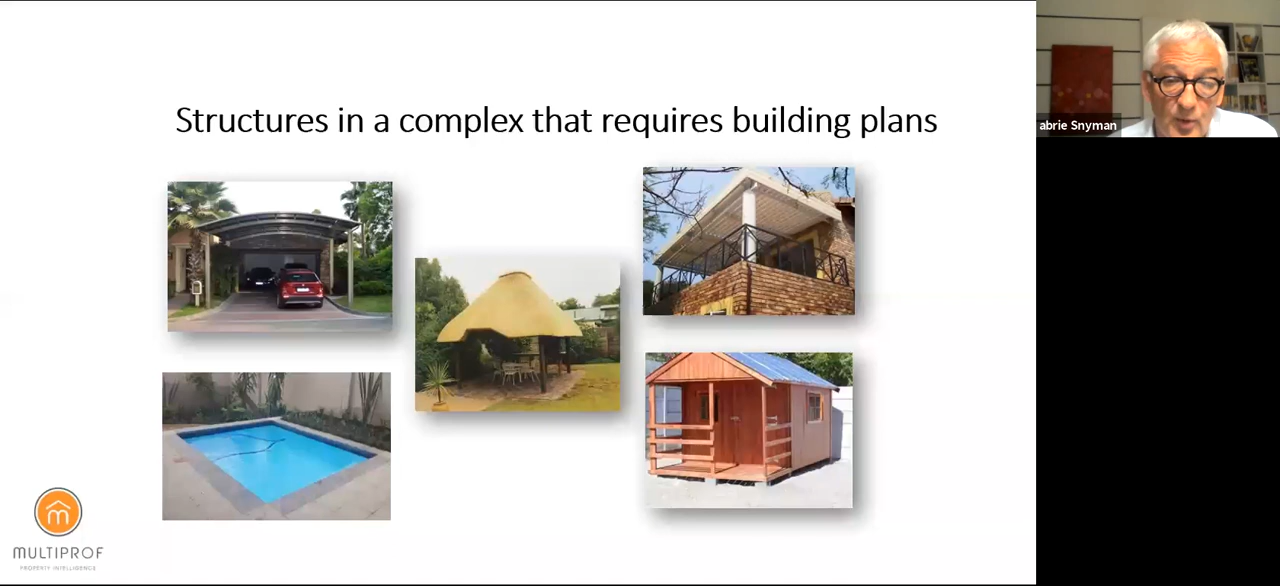 Structures in a complex that requires building plans
abrie Snyman
MULTIPROF
PROPERTY INTELLIGENCE